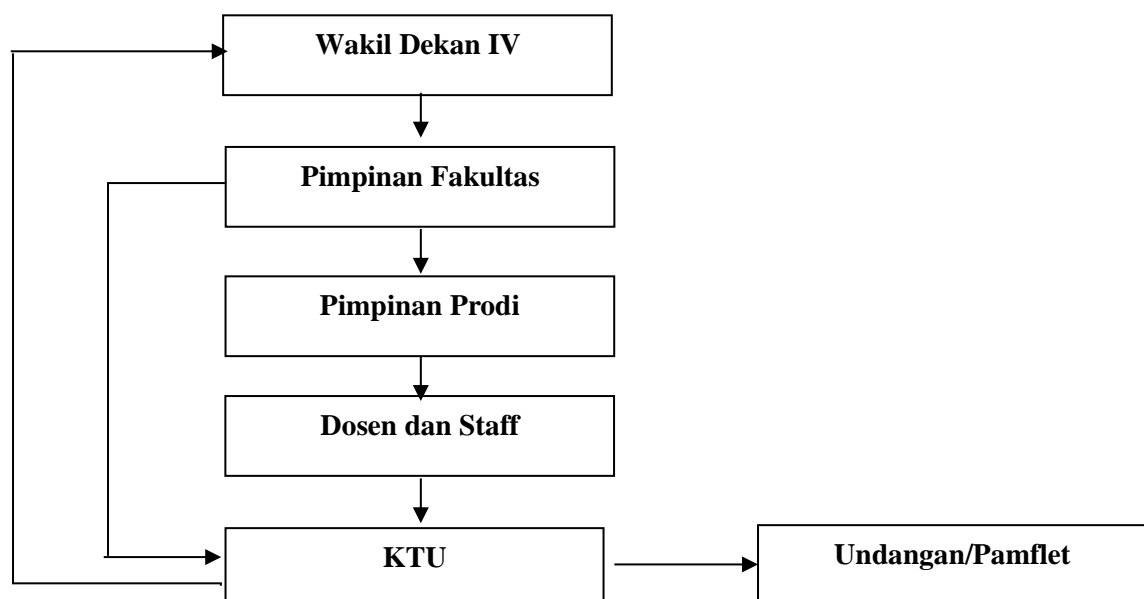 Wakil Dekan IV
Pimpinan Fakultas
Pimpinan Prodi
Dosen dan Staff
KTU
Undangan/Pamflet